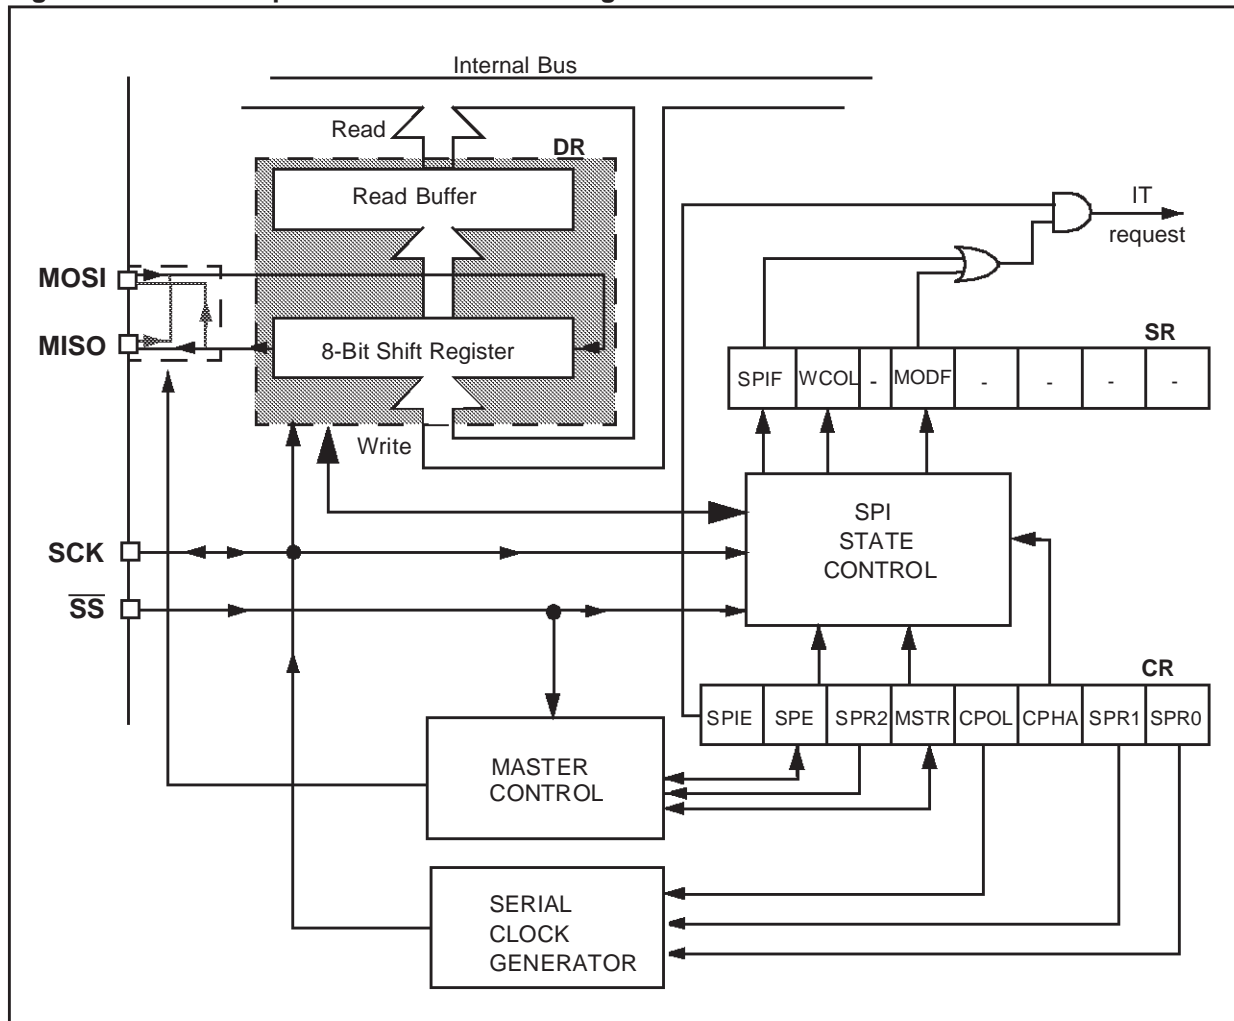 Internal Bus
Read
DR
Read Buffer
IT
request
MOSI
MISO
8-Bit Shift Register
SR
SPIF WCOL - MODF - - - -
Write
SPI
STATE
CONTROL
SCK
SS
CR
SPIE SPE SPR2 MSTR CPOL CPHA SPR1 SPR0
MASTER
CONTROL
SERIAL
CLOCK
GENERATOR